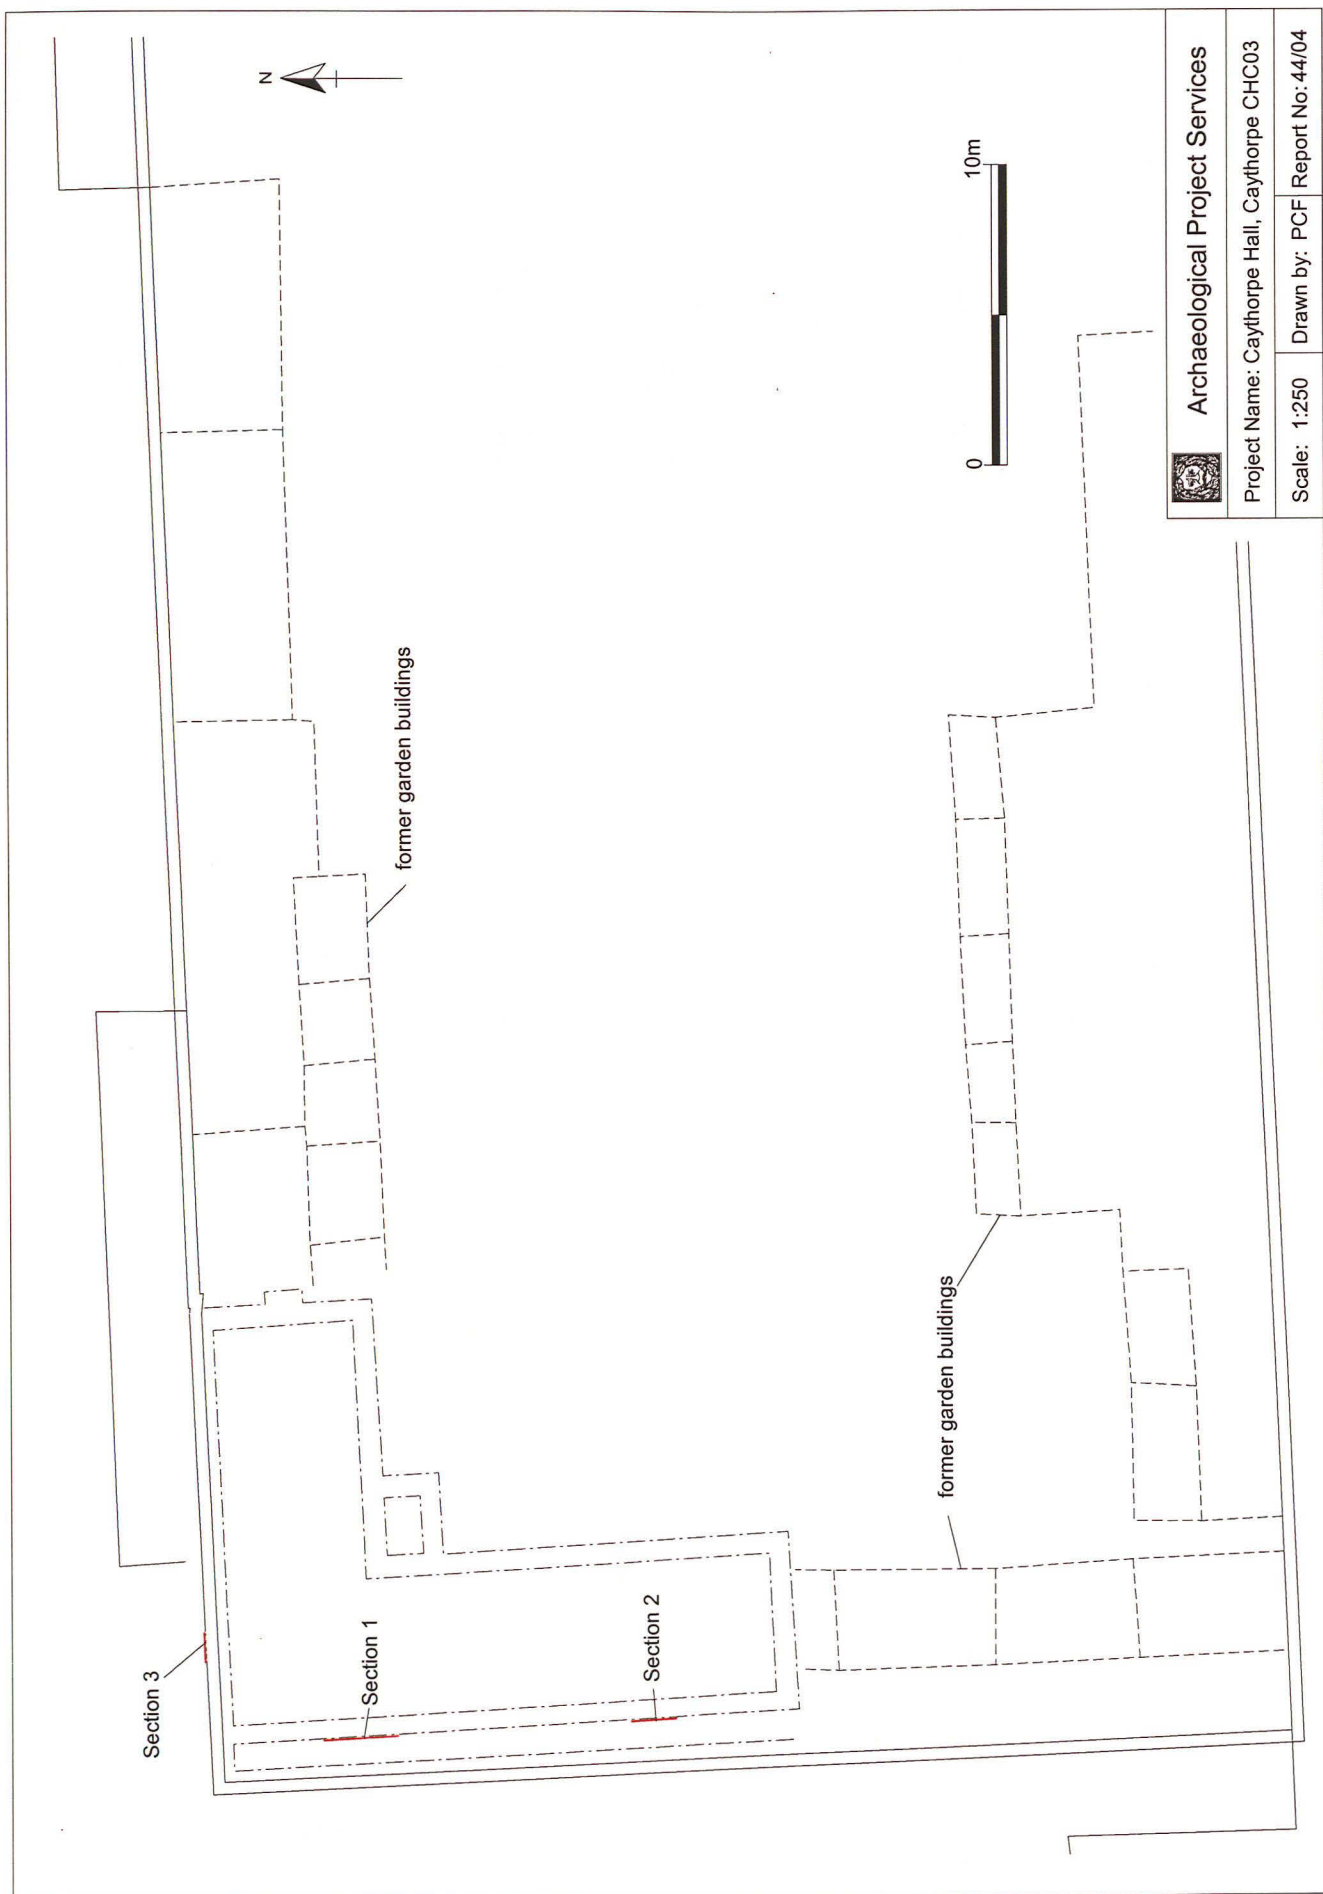 N
Section 3
Section 1
Section 2
former garden buildings
former garden buildings
0
10m
Archaeological Project Services
Project Name: Caythorpe Hall, Caythorpe CHC03
Scale: 1:250
Drawn by: PCF
Report No: 44/04